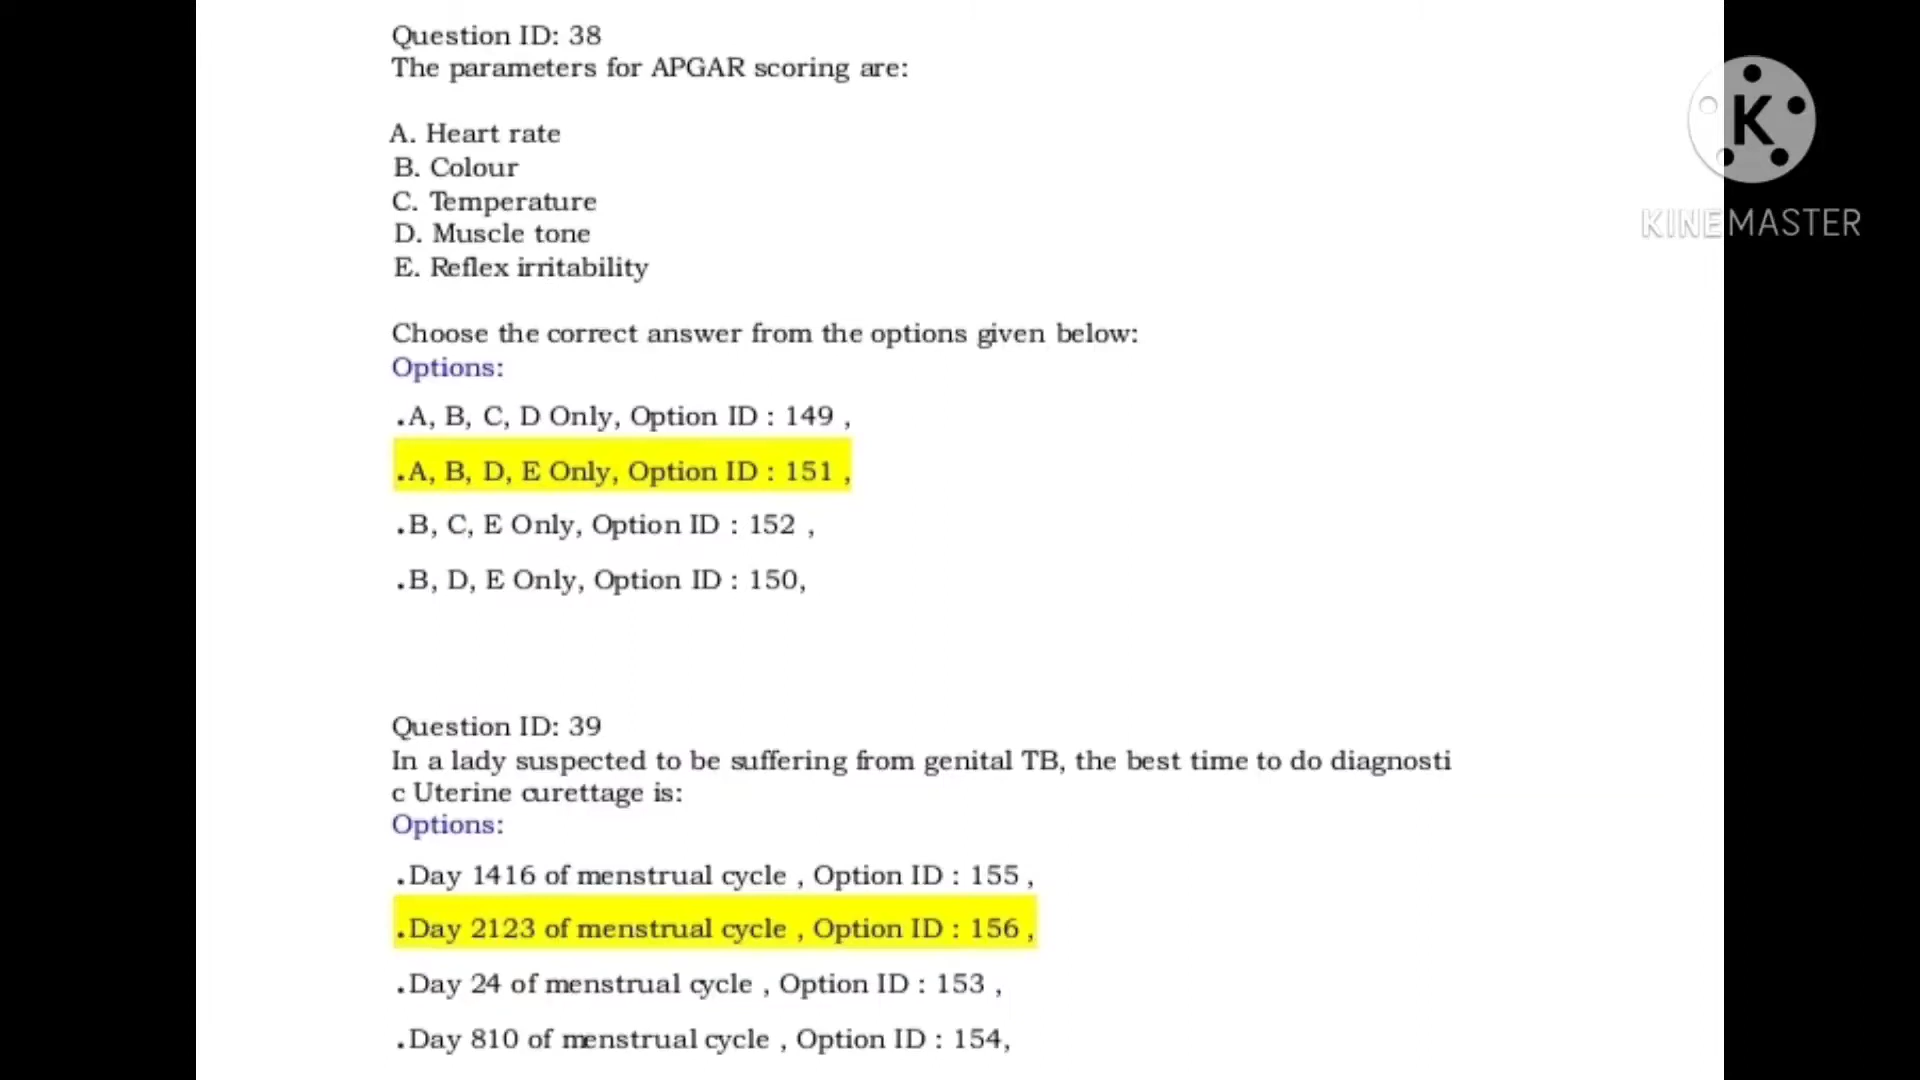 Question ID: 38
The parameters for APGAR scoring are:
A. Heart rate
B. Colour
C. Temperature
D. Muscle tone
E. Reflex irritability
Choose the correct answer from the options given below:
Options:
.A, B, C, D Only, Option ID : 149 ,
.A, B, D, E Only, Option ID : 151 ,
.B, C, E Only, Option ID : 152 ,
.B, D, E Only, Option ID : 150,
Question ID: 39
In a lady suspected to be suffering from genital TB, the best time to do diagnosti
c Uterine curettage is:
Options:
.Day 1416 of menstrual cycle , Option ID : 155 ,
.Day 2123 of menstrual cycle , Option ID : 156 ,
.Day 24 of menstrual cycle , Option ID : 153 ,
.Day 810 of menstrual cycle , Option ID : 154,
K
KINEMASTER